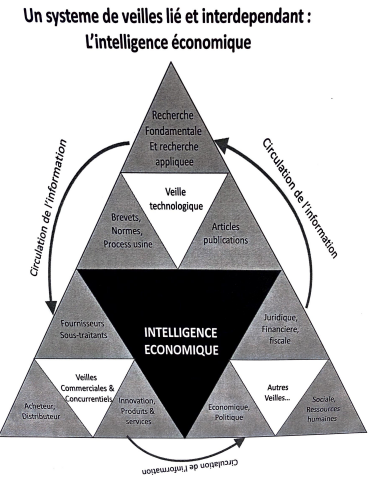 Un systeme de veilles lié et interdependant :
L'intelligence économique
Recherche
Fondamentale
Et recherche
appliquee
Circulation de l'information
Circulation de l'information
Veille
technologique
Brevets,
Normes,
Process usine
Articles
publications
Fournisseurs
Sous-traitants
INTELLIGENCE
ECONOMIQUE
Juridique,
Financiere,
fiscale
Veilles
Commerciales &
Concurrentiels
Acheteur,
Distributeur
Innovation,
Produits &
services
Economique,
Politique
Autres
Veilles...
Sociale,
Ressources
humaines
Circulation de l'information